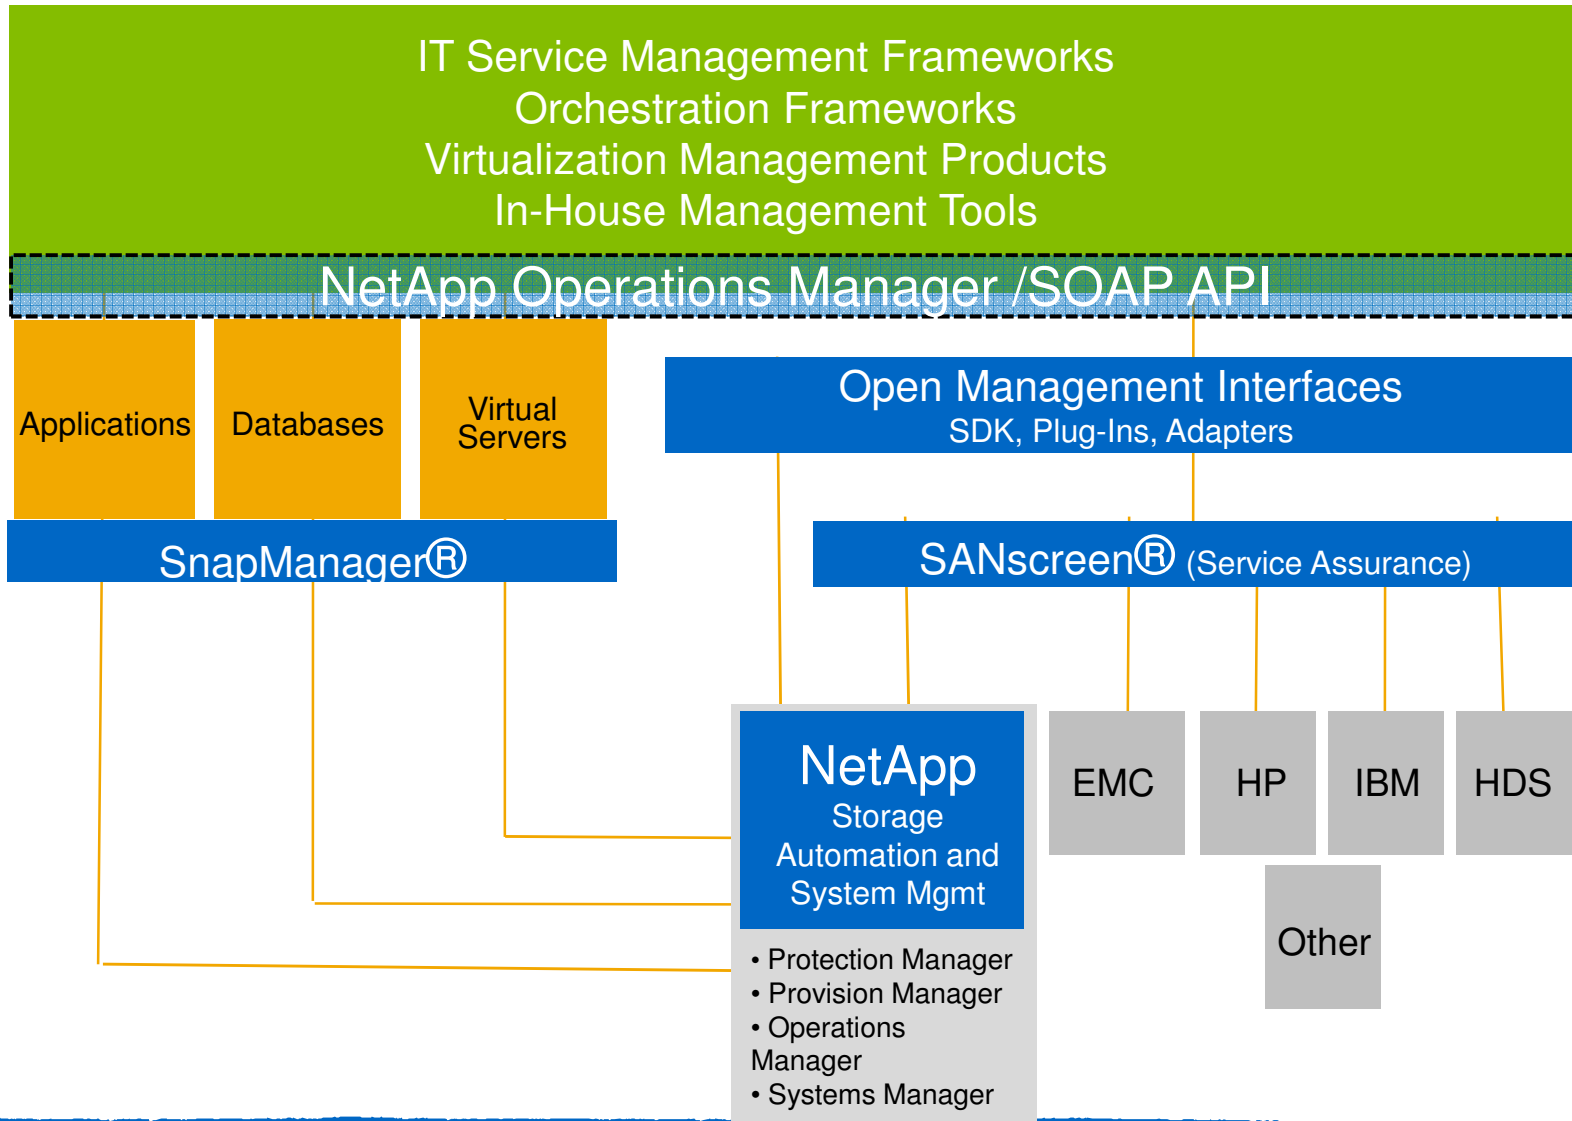 IT Service Management Frameworks
Orchestration Frameworks
Virtualization Management Products
In-House Management Tools
NetApp Operations Manager /SOAP API
Applications
Databases
Virtual
Servers
Open Management Interfaces
SDK, Plug-Ins, Adapters
SnapManager®
SANscreen® (Service Assurance)
NetApp
Storage
Automation and
System Mgmt
EMC
HP
IBM
HDS
Other
• Protection Manager
• Provision Manager
• Operations
Manager
• Systems Manager